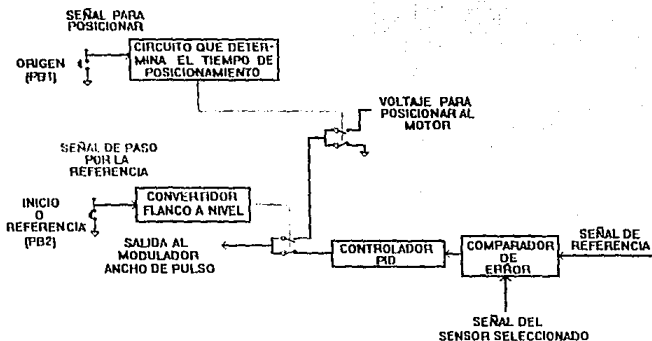 SEÑAL PARA
POSICIONAR
ORIGEN
(PB1)
CIRCUITO QUE DETER-
MINA EL TIEMPO DE
POSICIONAMIENTO
VOLTAJE PARA
POSICIONAR AL
MOTOR
SEÑAL DE PASO
POR LA
REFERENCIA
INICIO
O
REFERENCIA
(PB2)
CONVERTIDOR
FLANCO A NIVEL
SALIDA AL
MODULADOR
ANCHO DE PULSO
CONTROLADOR
PID
COMPARADOR
DE
ERROR
SEÑAL DE
REFERENCIA
SEÑAL DEL
SENSOR SELECCIONADO